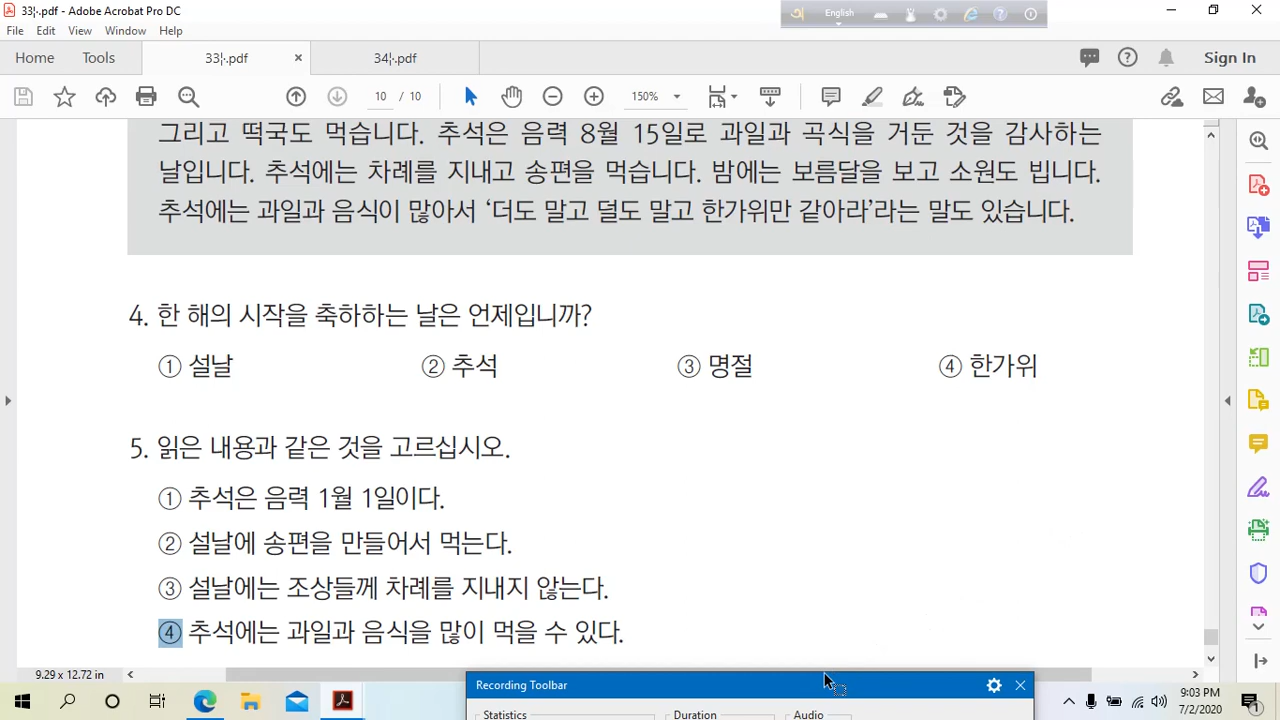 33¦·.pdf - Adobe Acrobat Pro DC
English
File Edit View Window Help
Home Tools 33¦·.pdf × 34¦·.pdf Sign In
10 / 10 150%
그리고 떡국도 먹습니다. 추석은 음력 8월 15일로 과일과 곡식을 거둔 것을 감사하는
날입니다. 추석에는 차례를 지내고 송편을 먹습니다. 밤에는 보름달을 보고 소원도 빕니다.
추석에는 과일과 음식이 많아서 ‘더도 말고 덜도 말고 한가위만 같아라’라는 말도 있습니다.
4. 한 해의 시작을 축하하는 날은 언제입니까?
① 설날 ② 추석 ③ 명절 ④ 한가위
5. 읽은 내용과 같은 것을 고르십시오.
① 추석은 음력 1월 1일이다.
② 설날에 송편을 만들어서 먹는다.
③ 설날에는 조상들께 차례를 지내지 않는다.
④ 추석에는 과일과 음식을 많이 먹을 수 있다.
9.29 x 12.72 in
Recording Toolbar
Statistics Duration Audio
9:03 PM
7/2/2020